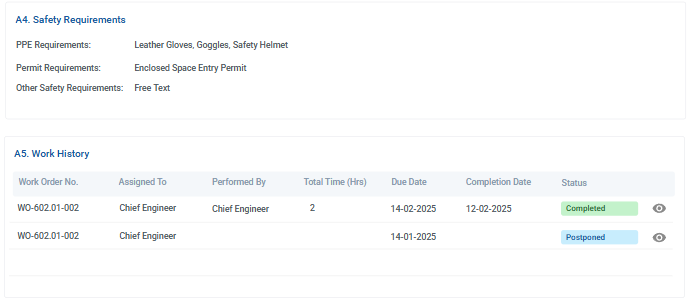 A4. Safety Requirements
PPE Requirements: Leather Gloves, Goggles, Safety Helmet
Permit Requirements: Enclosed Space Entry Permit
Other Safety Requirements: Free Text
A5. Work History
Work Order No. Assigned To Performed By Total Time (Hrs) Due Date Completion Date Status
WO-602.01-002 Chief Engineer Chief Engineer 2 14-02-2025 12-02-2025 Completed
WO-602.01-002 Chief Engineer 14-01-2025 Postponed